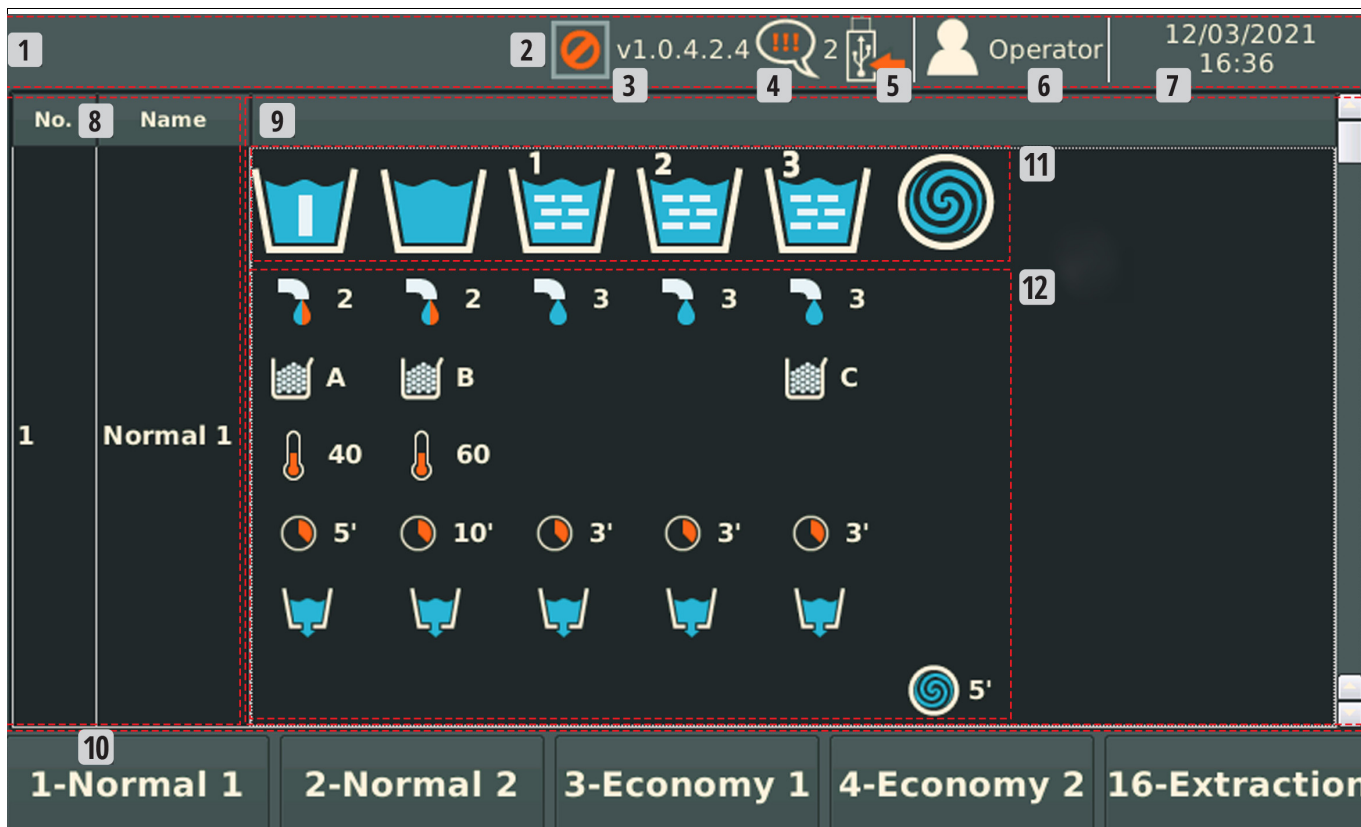 1
2
v1.0.4.2.4
!!!
2
Operator
12/03/2021
16:36
3
4
5
6
7
No.
8
Name
9
1
2
3
11
12
2
2
3
3
3
A
B
C
1
Normal 1
40
60
5'
10'
3'
3'
3'
5'
10
1-Normal 1
2-Normal 2
3-Economy 1
4-Economy 2
16-Extraction